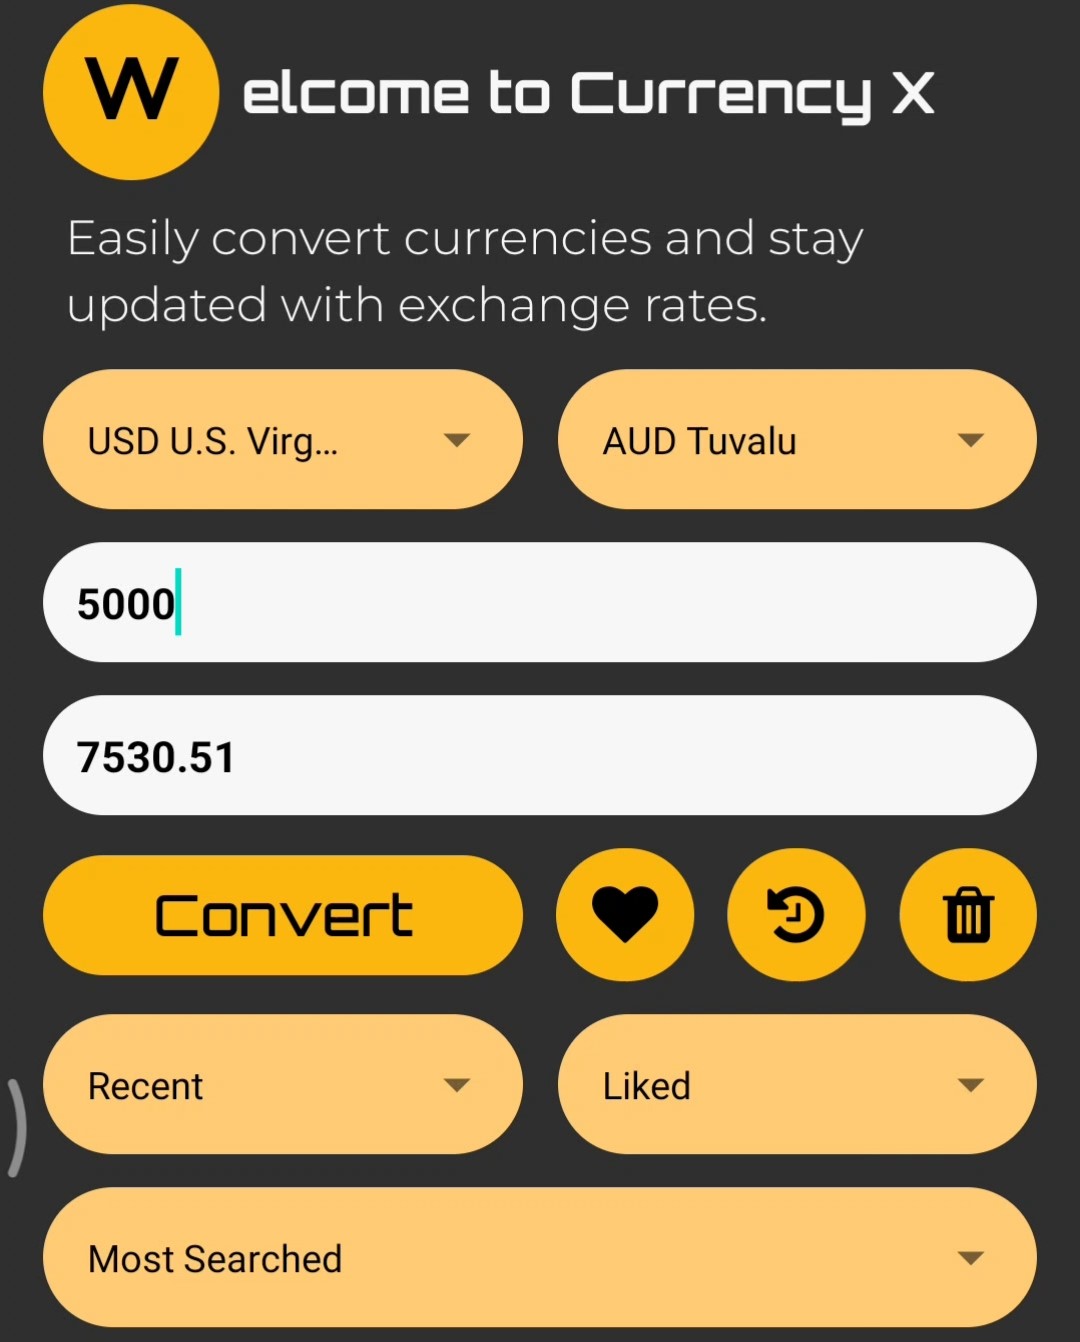 W elcome to Currency X
Easily convert currencies and stay
updated with exchange rates.
USD U.S. Virg...
AUD Tuvalu
5000
7530.51
Convert
Recent
Liked
Most Searched